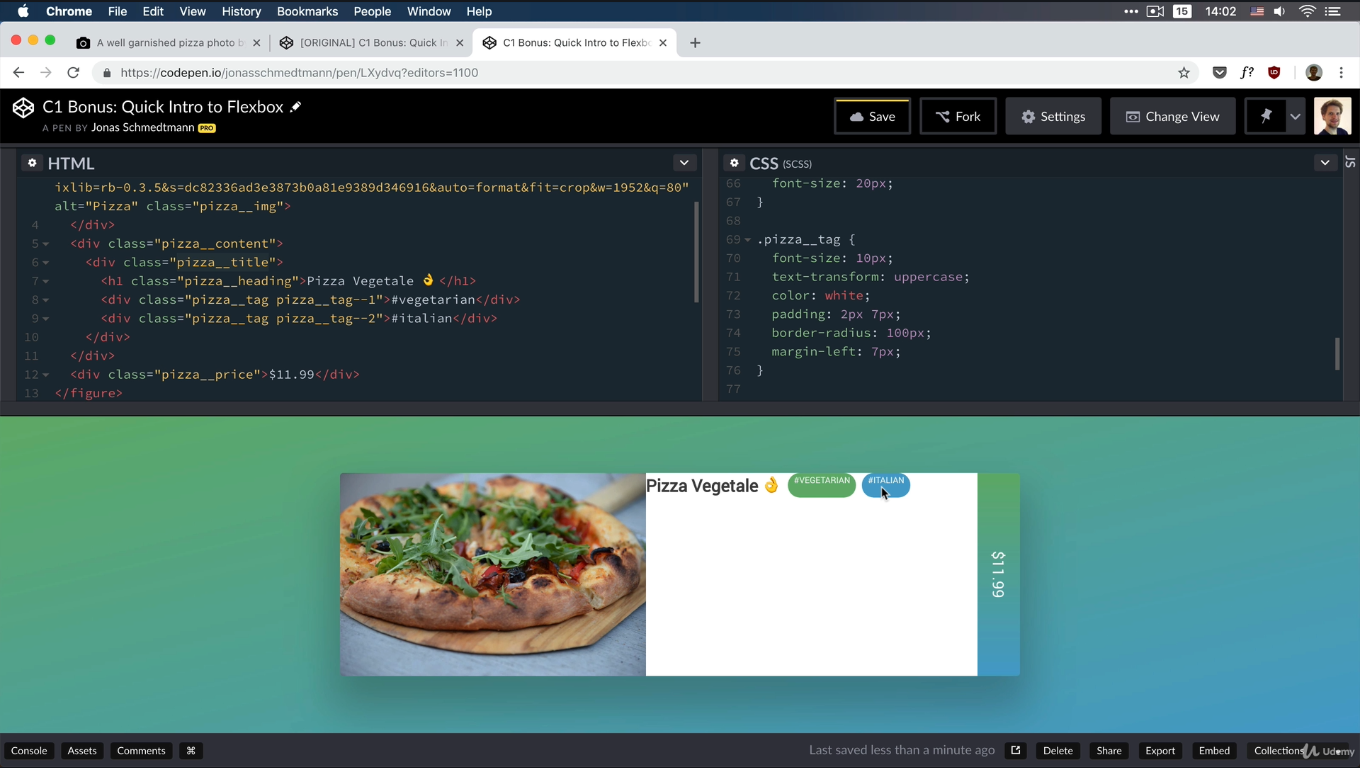 Chrome File Edit View History Bookmarks People Window Help
15 14:02
A well garnished pizza photo b
[ORIGINAL] C1 Bonus: Quick In
C1 Bonus: Quick Intro to Flexbo
https://codepen.io/jonasschmedtmann/pen/LXydvq?editors=1100
f?
C1 Bonus: Quick Intro to Flexbox
A PEN BY Jonas Schmedtmann PRO
Save Fork Settings Change View
HTML
ixlib=rb-0.3.5&s=dc82336ad3e3873b0a81e9389d346916&auto=format&fit=crop&w=1952&q=80"
alt="Pizza" class="pizza__img">
4 </div>
5 <div class="pizza__content">
6 <div class="pizza__title">
7 <h1 class="pizza__heading">Pizza Vegetale 👌</h1>
8 <div class="pizza__tag pizza__tag--1">#vegetarian</div>
9 <div class="pizza__tag pizza__tag--2">#italian</div>
10 </div>
11 </div>
12 <div class="pizza__price">$11.99</div>
13 </figure>
CSS (SCSS)
JS
66 font-size: 20px;
67 }
68
69 .pizza__tag {
70 font-size: 10px;
71 text-transform: uppercase;
72 color: white;
73 padding: 2px 7px;
74 border-radius: 100px;
75 margin-left: 7px;
76 }
77
Pizza Vegetale 👌 #VEGETARIAN #ITALIAN
$11.99
Console Assets Comments ⌘
Last saved less than a minute ago
Delete Share Export Embed Collections
Udemy